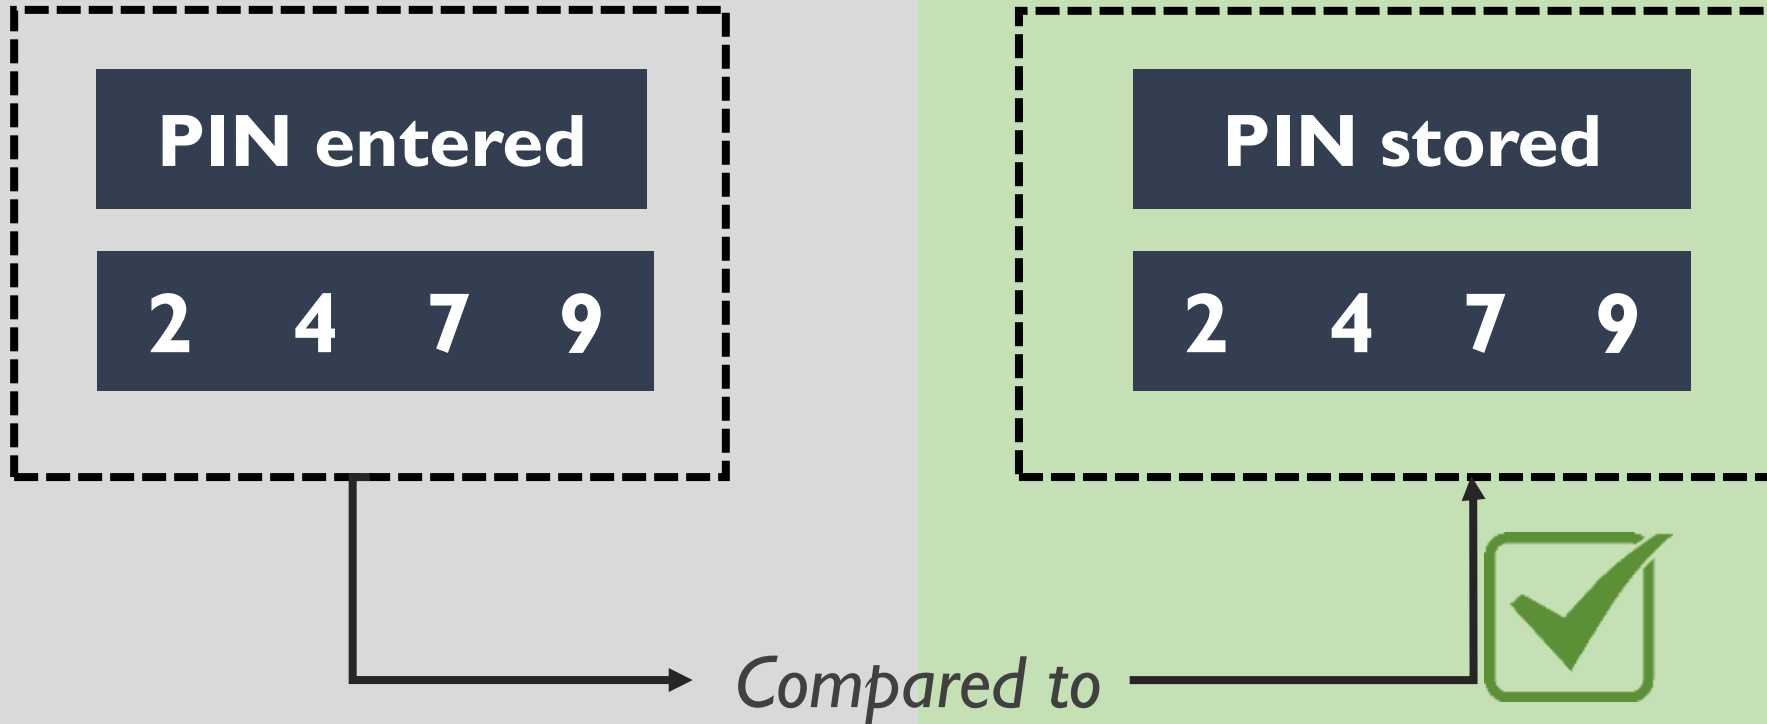 PIN entered
2 4 7 9
PIN stored
2 4 7 9
Compared to